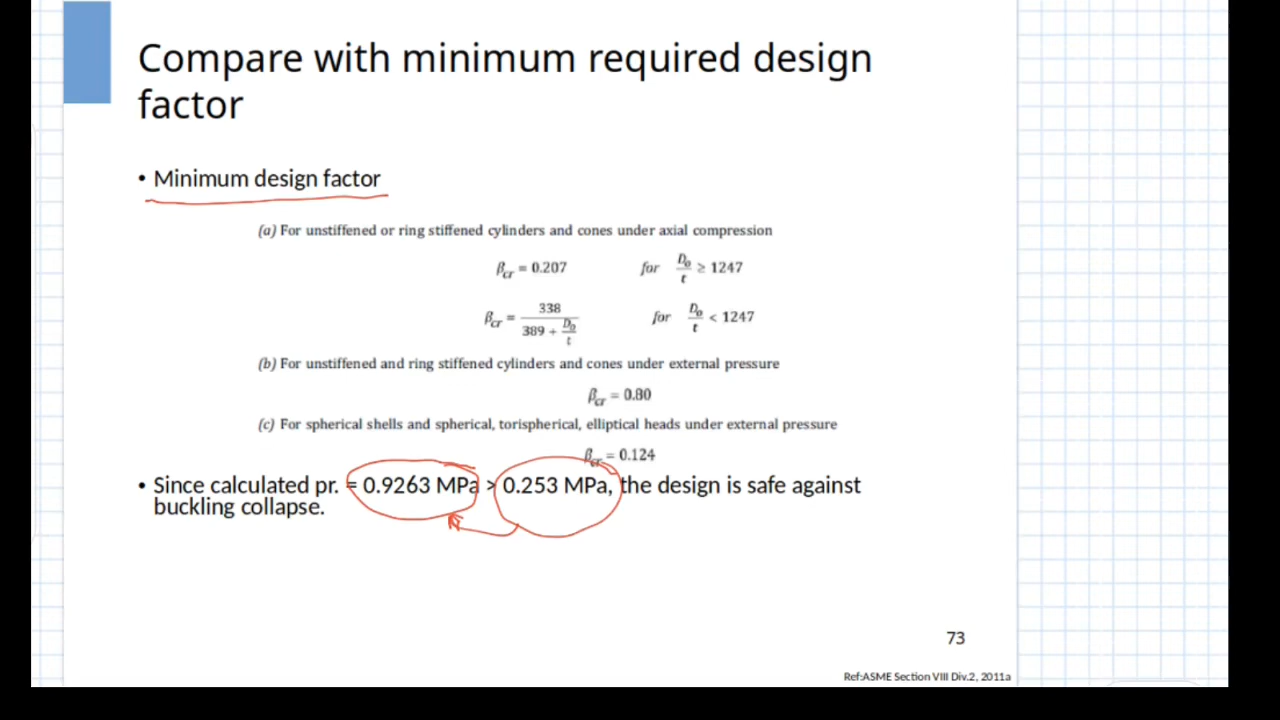 Compare with minimum required design
factor
• Minimum design factor
(a) For unstiffened or ring stiffened cylinders and cones under axial compression
βcr = 0.207 for Do/t ≥ 1247
βcr = 338/(389 + Do/t) for Do/t < 1247
(b) For unstiffened and ring stiffened cylinders and cones under external pressure
βcr = 0.80
(c) For spherical shells and spherical, torispherical, elliptical heads under external pressure
βcr = 0.124
• Since calculated pr. = 0.9263 MPa > 0.253 MPa, the design is safe against
buckling collapse.
73
Ref:ASME Section VIII Div.2, 2011a